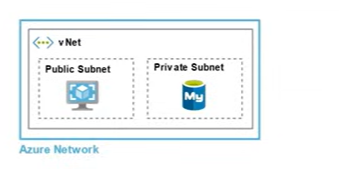 vNet
Public Subnet
Private Subnet
My
Azure Network